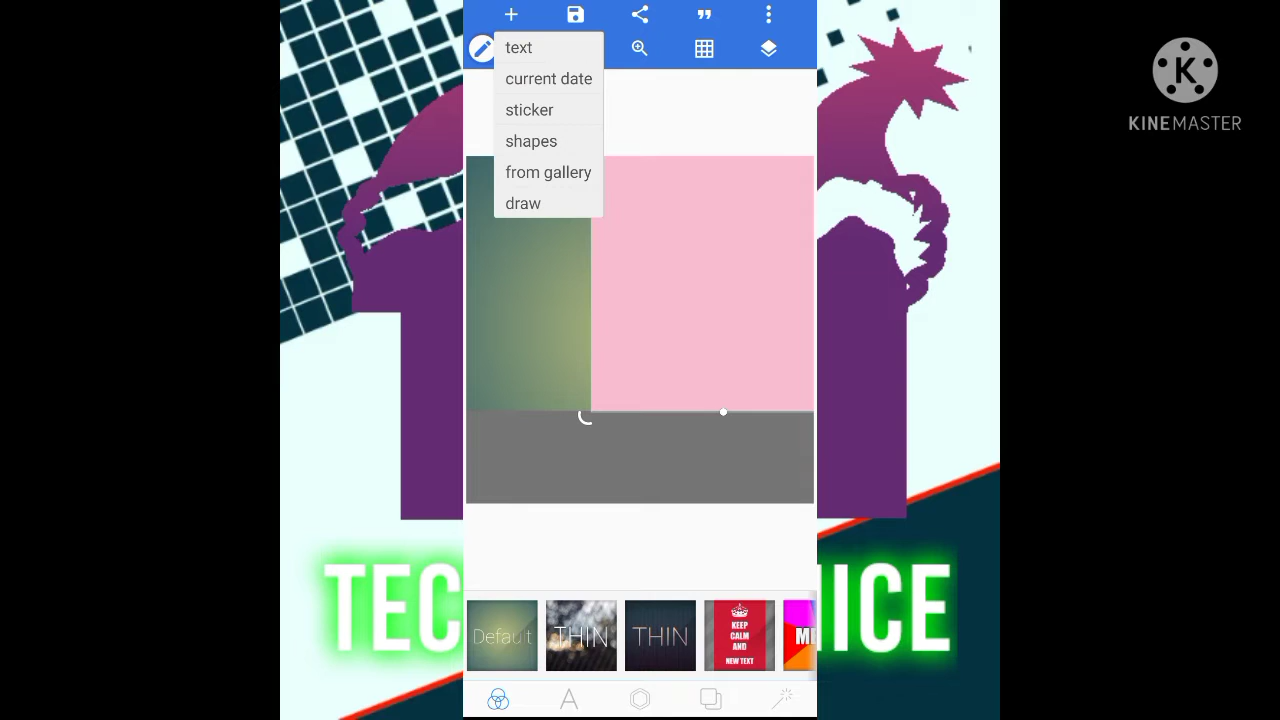 text
current date
sticker
shapes
from gallery
draw
K
KINEMASTER
TEC
ICE
Default
THIN
THIN
KEEP
CALM
AND
NEW TEXT
M
A